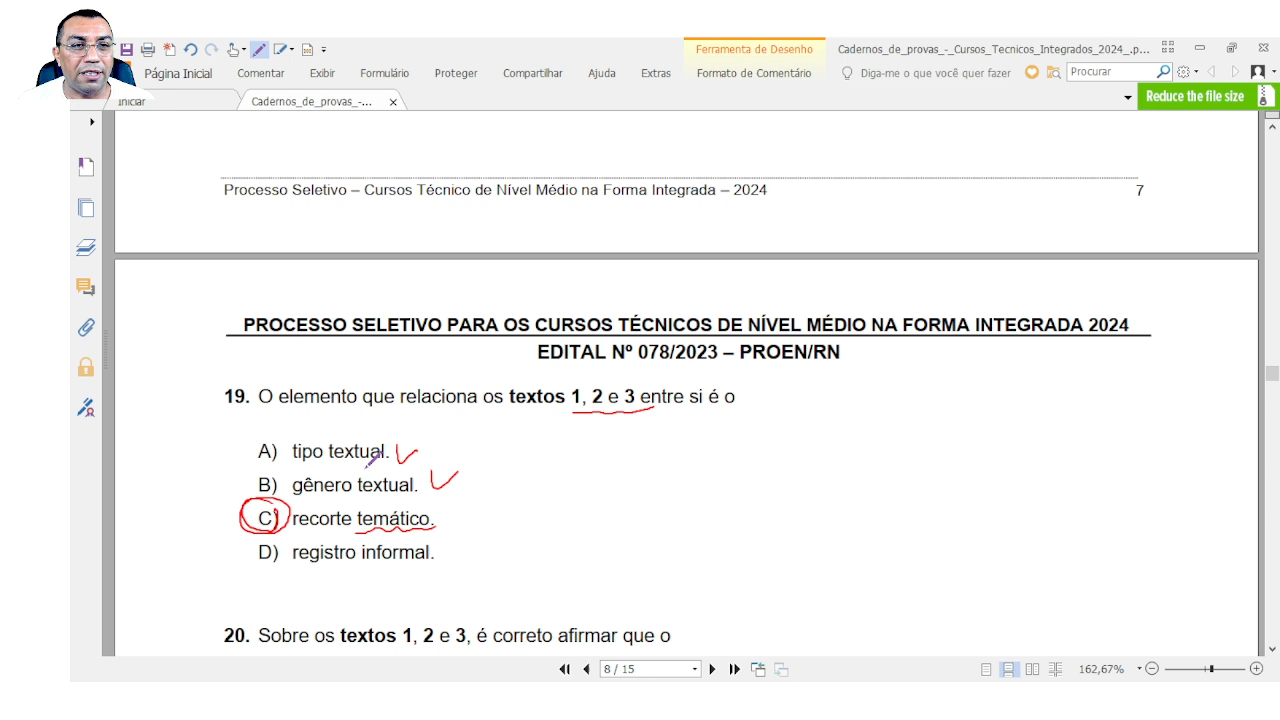 Ferramenta de Desenho
Cadernos_de_provas_-_Cursos_Tecnicos_Integrados_2024_.p...
Página Inicial Comentar Exibir Formulário Proteger Compartilhar Ajuda Extras Formato de Comentário Diga-me o que você quer fazer Procurar
Iniciar Cadernos_de_provas_-...
Reduce the file size
Processo Seletivo – Cursos Técnico de Nível Médio na Forma Integrada – 2024 7
PROCESSO SELETIVO PARA OS CURSOS TÉCNICOS DE NÍVEL MÉDIO NA FORMA INTEGRADA 2024
EDITAL Nº 078/2023 – PROEN/RN
19. O elemento que relaciona os textos 1, 2 e 3 entre si é o
A) tipo textual.
B) gênero textual.
C) recorte temático.
D) registro informal.
20. Sobre os textos 1, 2 e 3, é correto afirmar que o
8 / 15
162,67%